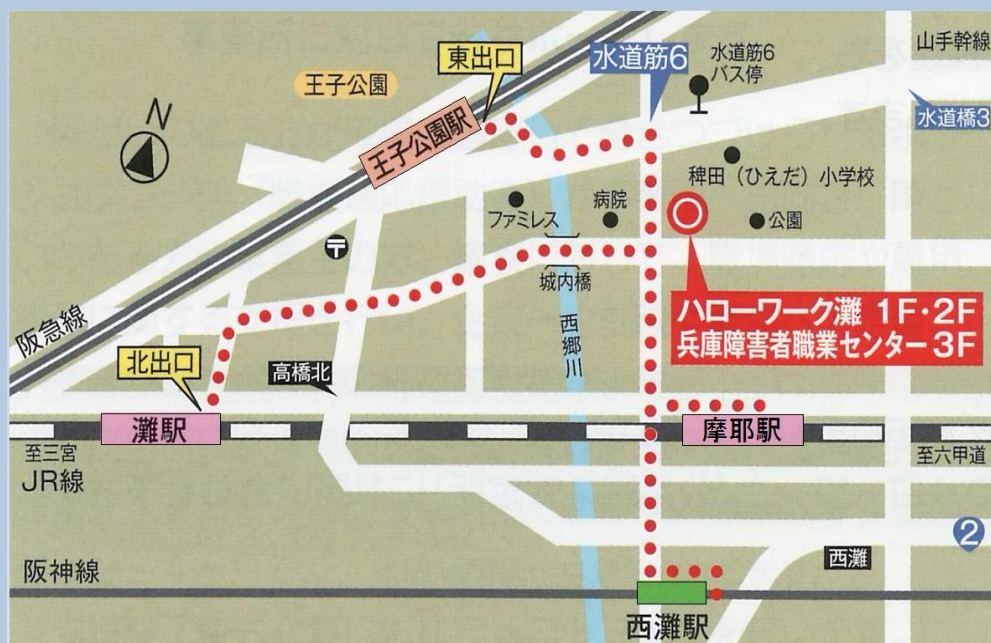 東出口
水道筋6
水道筋6
バス停
山手幹線
王子公園
N
王子公園駅
水道橋3
稗田（ひえだ）小学校
ファミレス
病院
公園
〒
城内橋
ハローワーク灘 1F・2F
兵庫障害者職業センター 3F
阪急線
西郷川
北出口
高橋北
灘駅
摩耶駅
至三宮
JR線
至六甲道
2
西灘
阪神線
西灘駅